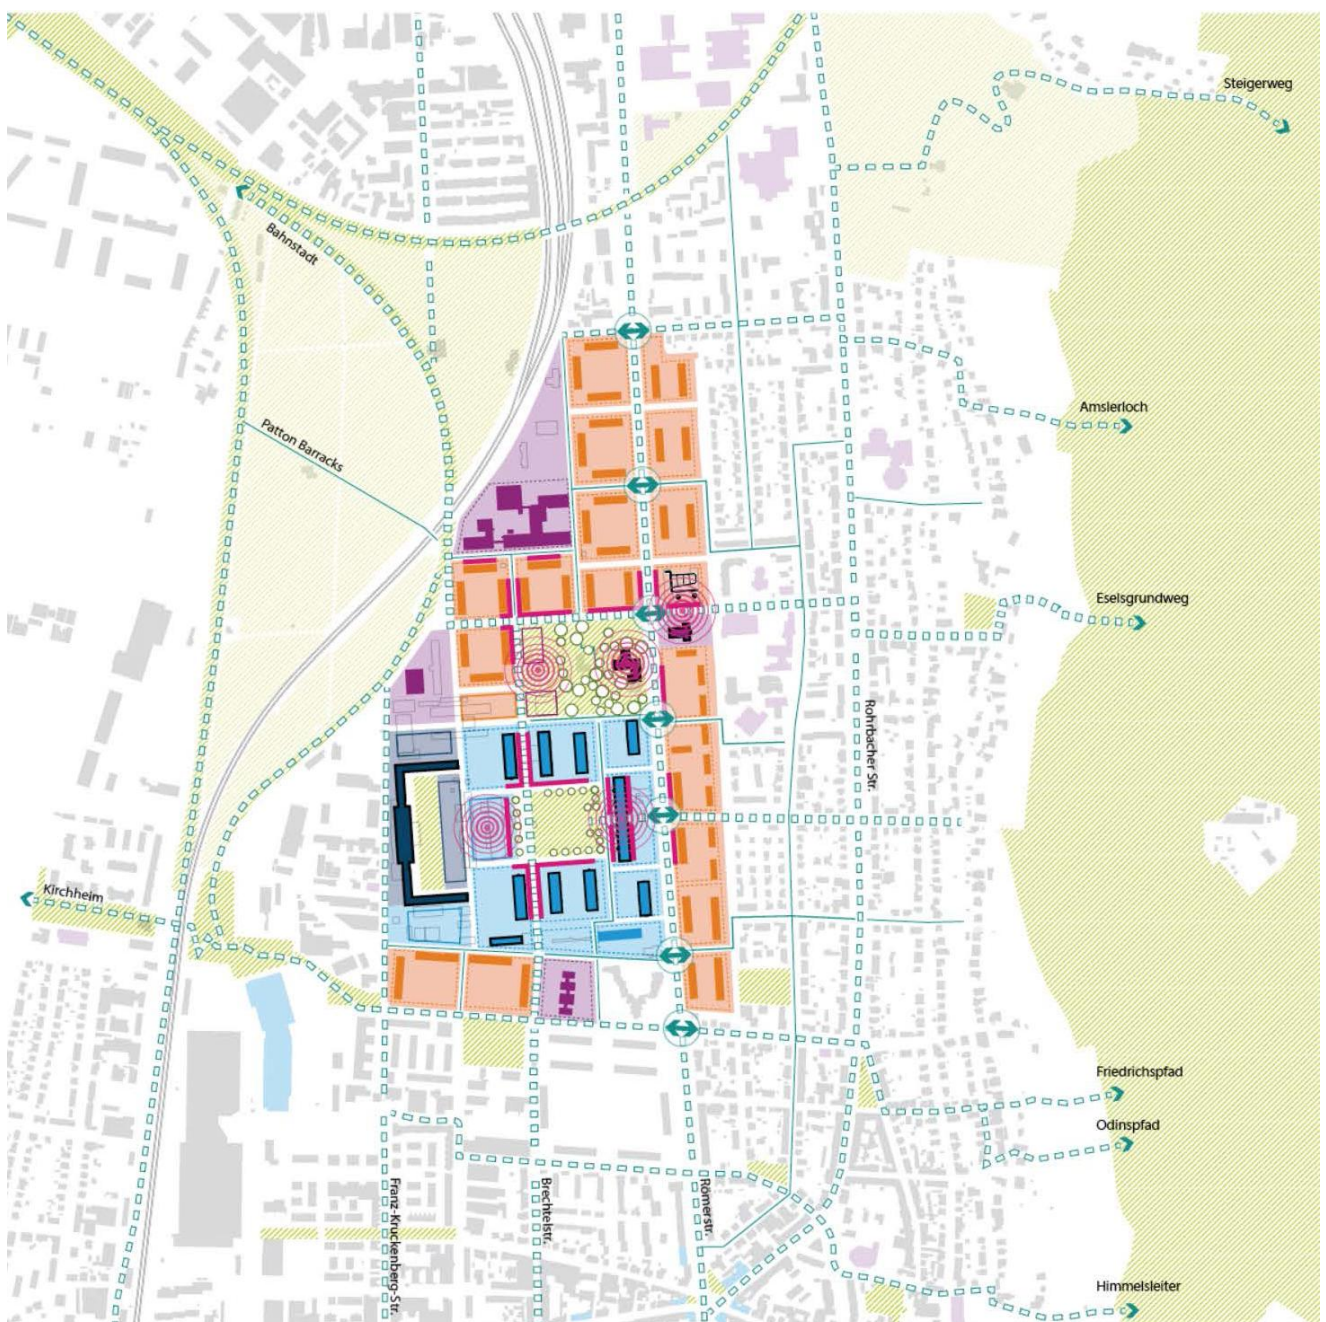 Steigerweg
Bahnstadt
Amslerloch
Patton Barracks
Eselsgrundweg
Rohrbacher Str.
Kirchheim
Friedrichspfad
Odinspfad
Franz-Kruckenberg-Str.
Brechtelstr.
Römerstr.
Himmelsleiter